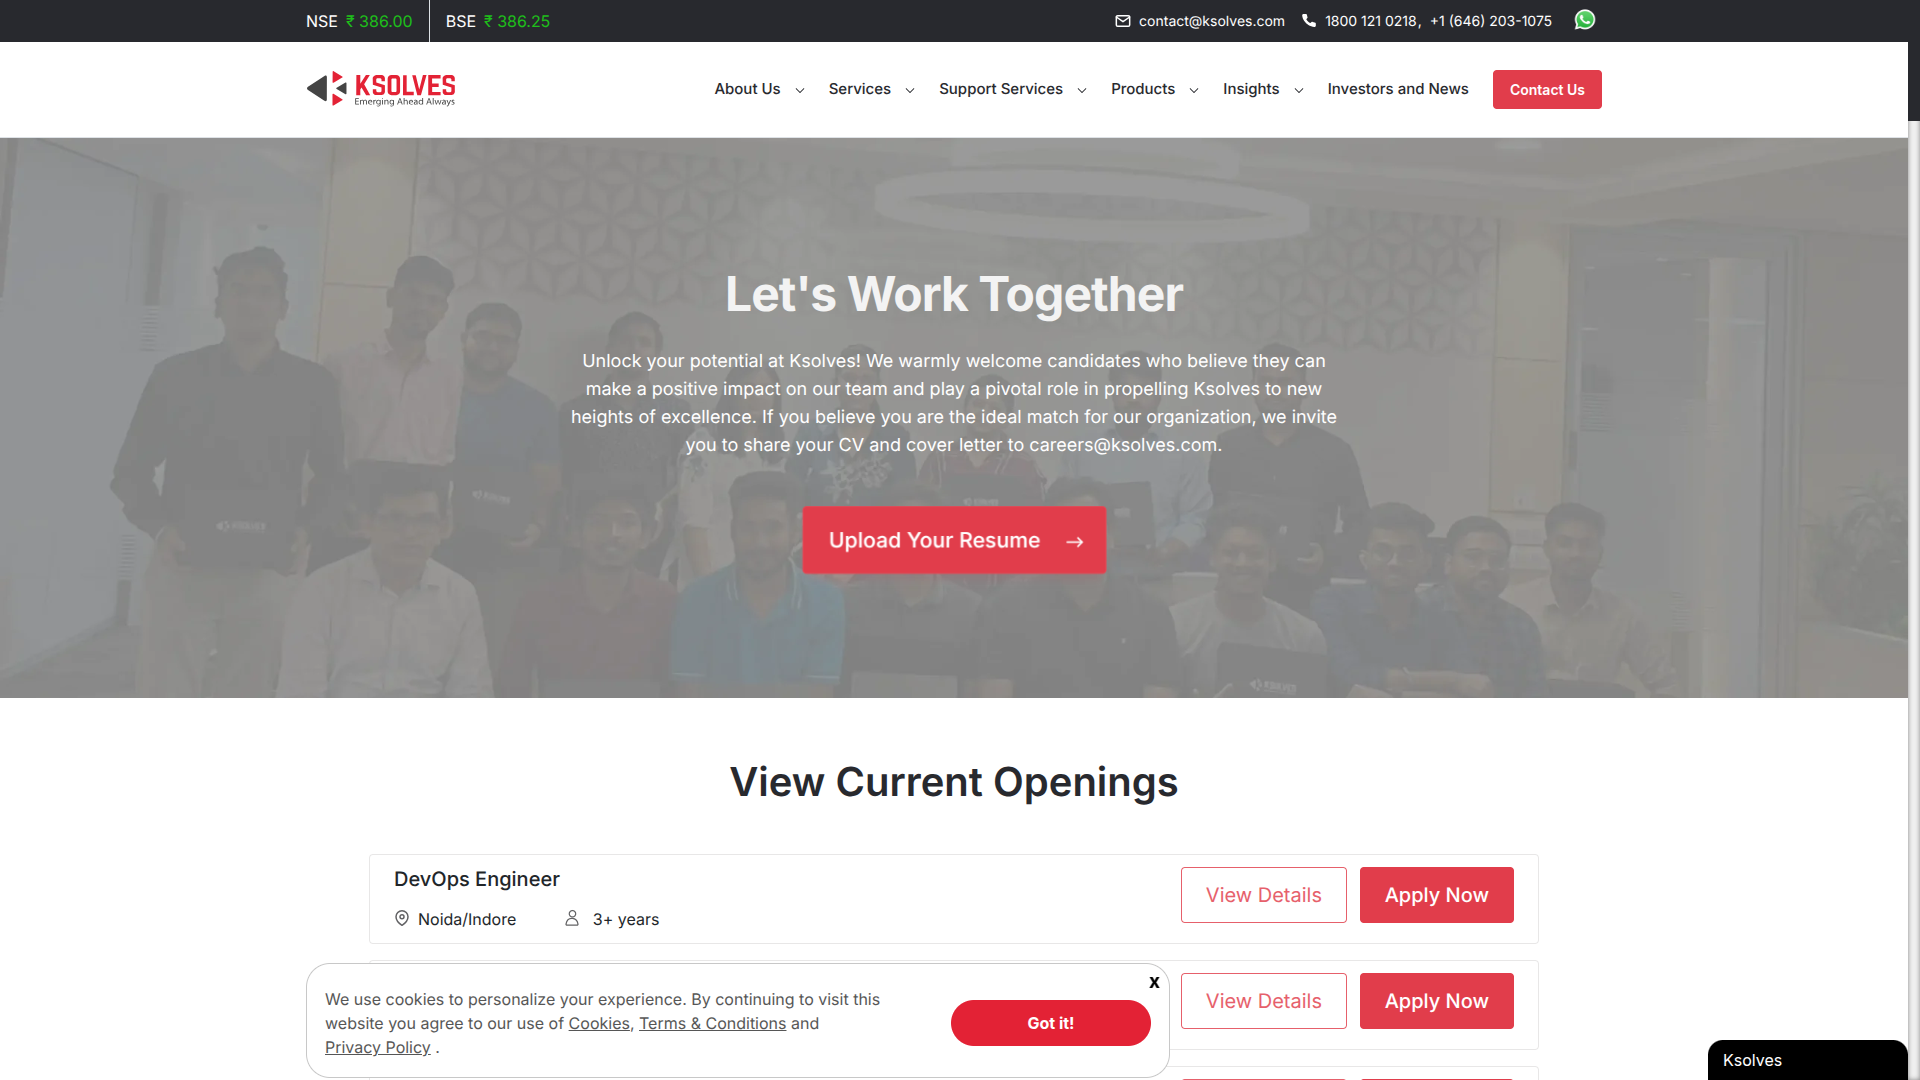 NSE ₹ 386.00 BSE ₹ 386.25 contact@ksolves.com 1800 121 0218, +1 (646) 203-1075
KSOLVES
Emerging Ahead Always
About Us Services Support Services Products Insights Investors and News Contact Us
Let's Work Together
Unlock your potential at Ksolves! We warmly welcome candidates who believe they can
make a positive impact on our team and play a pivotal role in propelling Ksolves to new
heights of excellence. If you believe you are the ideal match for our organization, we invite
you to share your CV and cover letter to careers@ksolves.com.
Upload Your Resume →
View Current Openings
DevOps Engineer
Noida/Indore 3+ years
View Details Apply Now
View Details Apply Now
x
We use cookies to personalize your experience. By continuing to visit this
website you agree to our use of Cookies, Terms & Conditions and
Privacy Policy .
Got it!
Ksolves